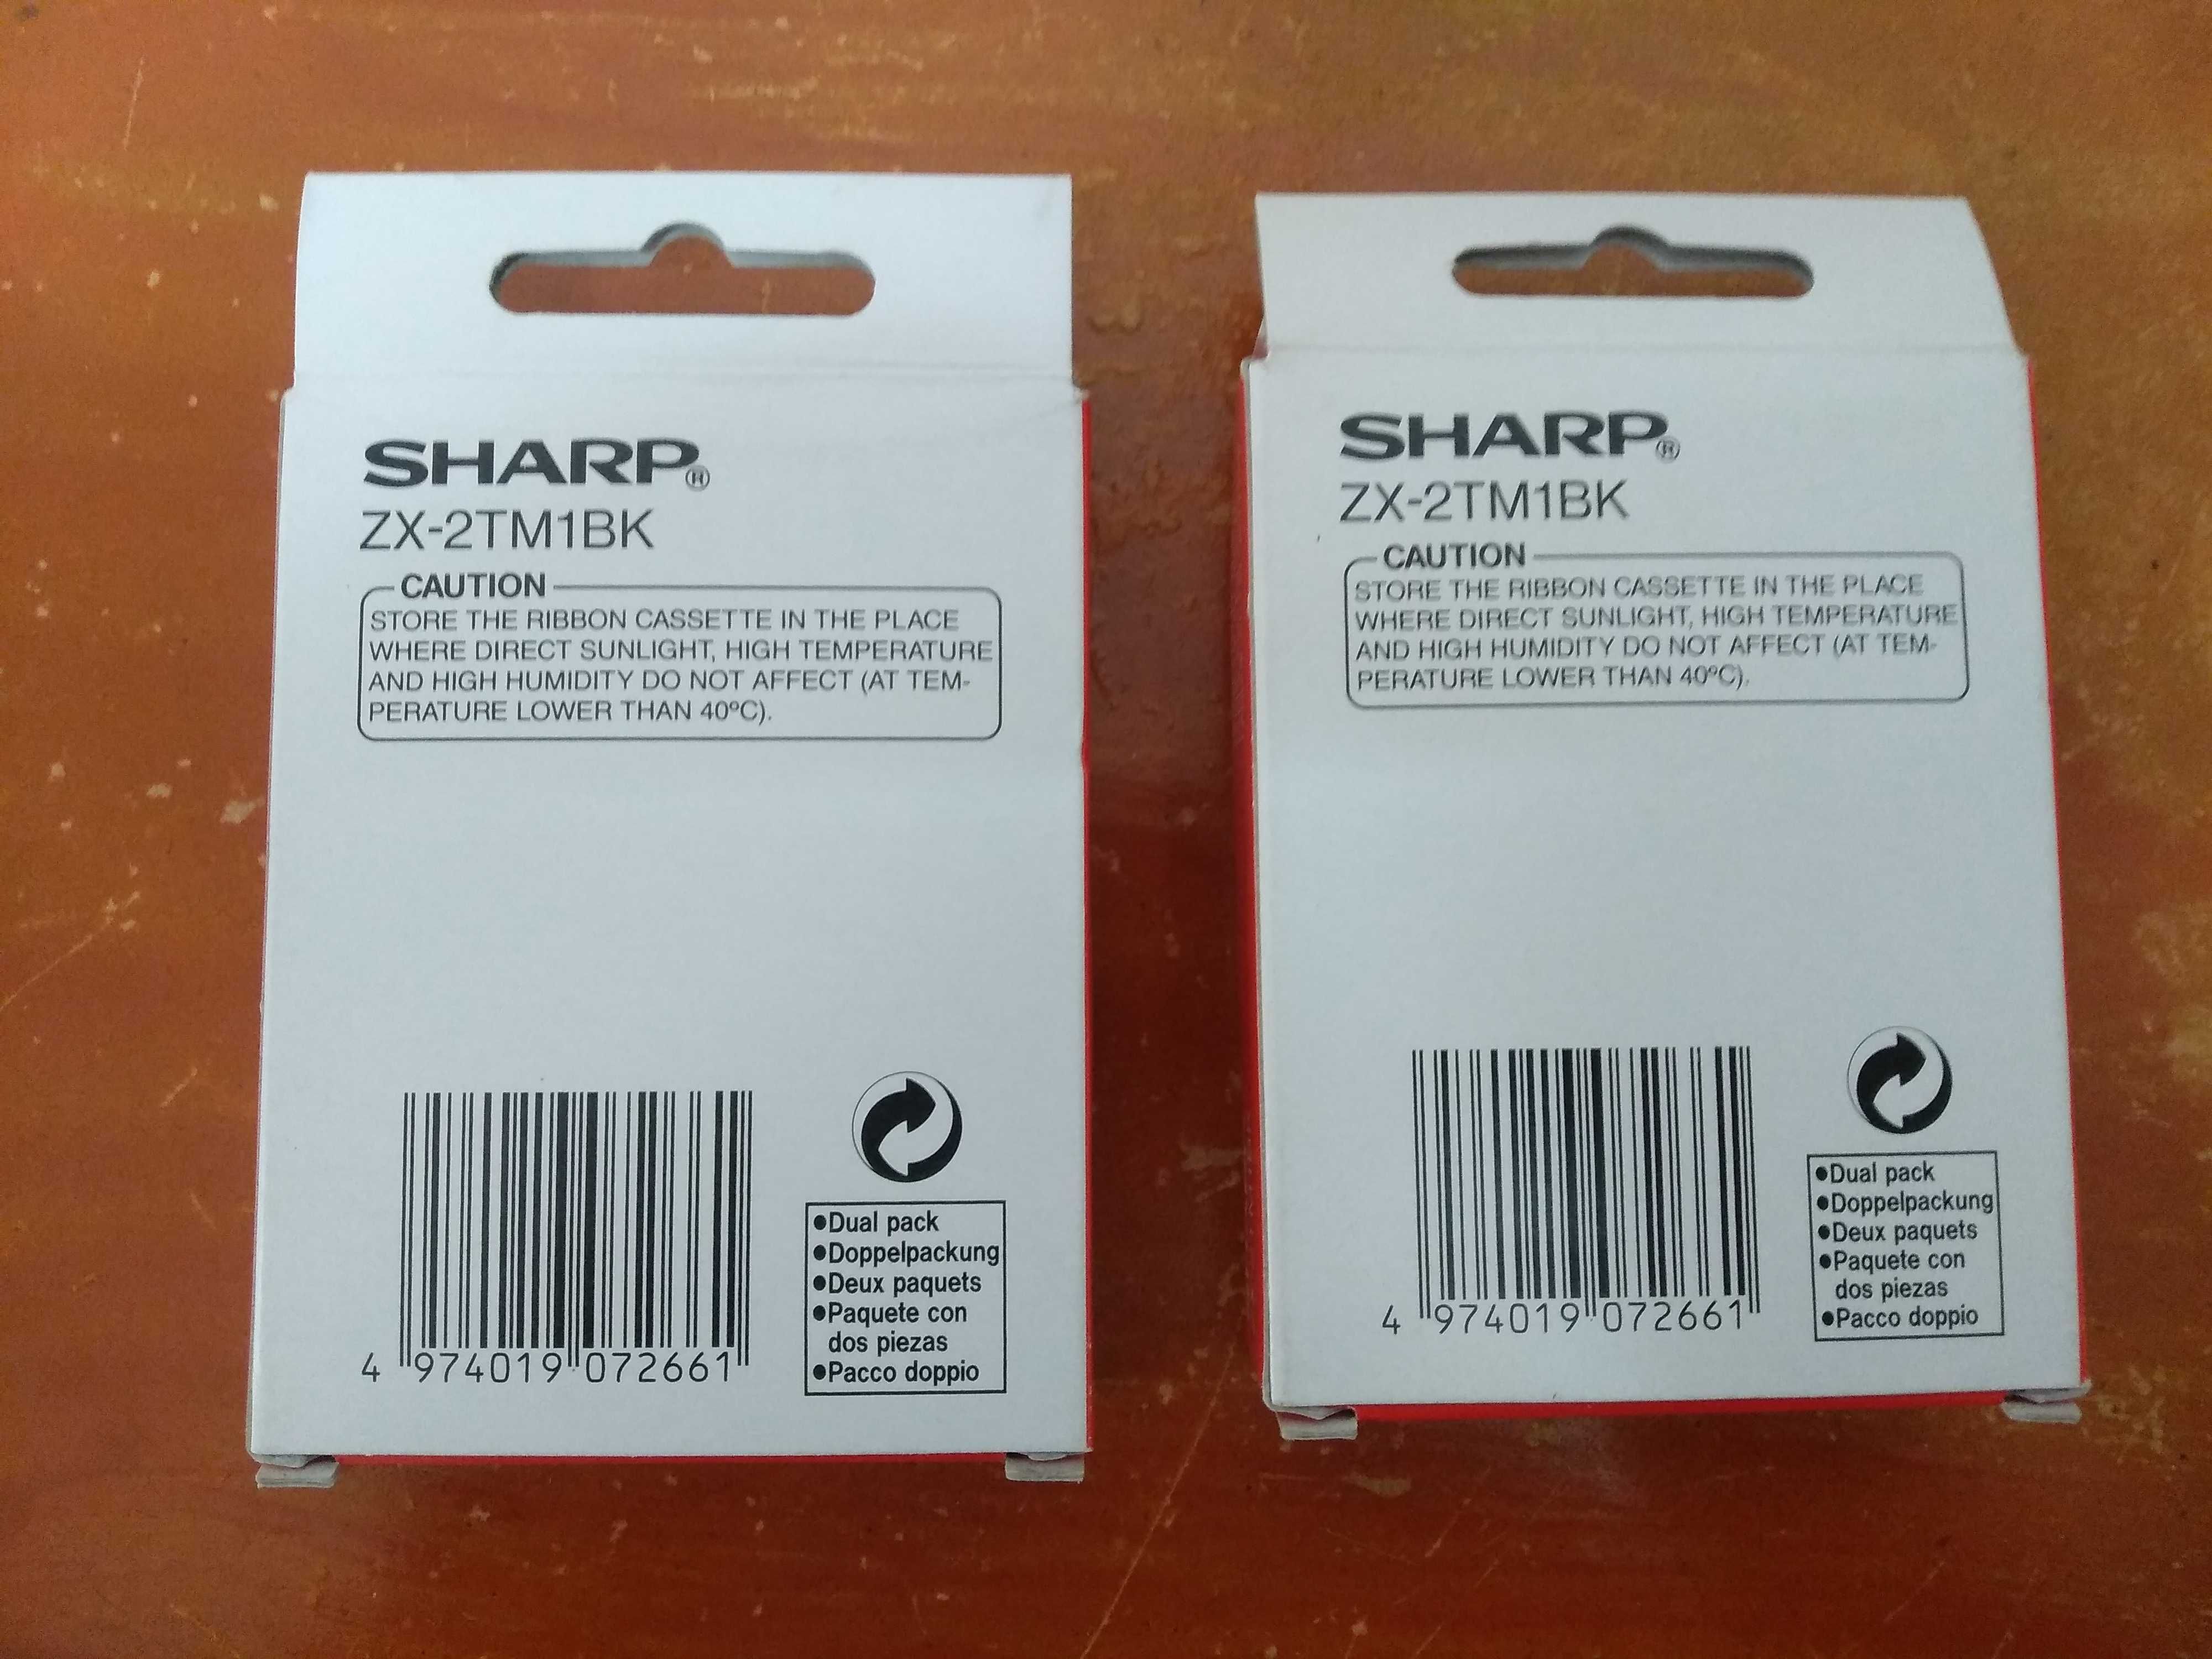 SHARP®
ZX-2TM1BK
CAUTION
STORE THE RIBBON CASSETTE IN THE PLACE
WHERE DIRECT SUNLIGHT, HIGH TEMPERATURE
AND HIGH HUMIDITY DO NOT AFFECT (AT TEM-
PERATURE LOWER THAN 40ºC).
4 974019 072661
●Dual pack
●Doppelpackung
●Deux paquets
●Paquete con
dos piezas
●Pacco doppio
SHARP®
ZX-2TM1BK
CAUTION
STORE THE RIBBON CASSETTE IN THE PLACE
WHERE DIRECT SUNLIGHT, HIGH TEMPERATURE
AND HIGH HUMIDITY DO NOT AFFECT (AT TEM-
PERATURE LOWER THAN 40ºC).
4 974019 072661
●Dual pack
●Doppelpackung
●Deux paquets
●Paquete con
dos piezas
●Pacco doppio